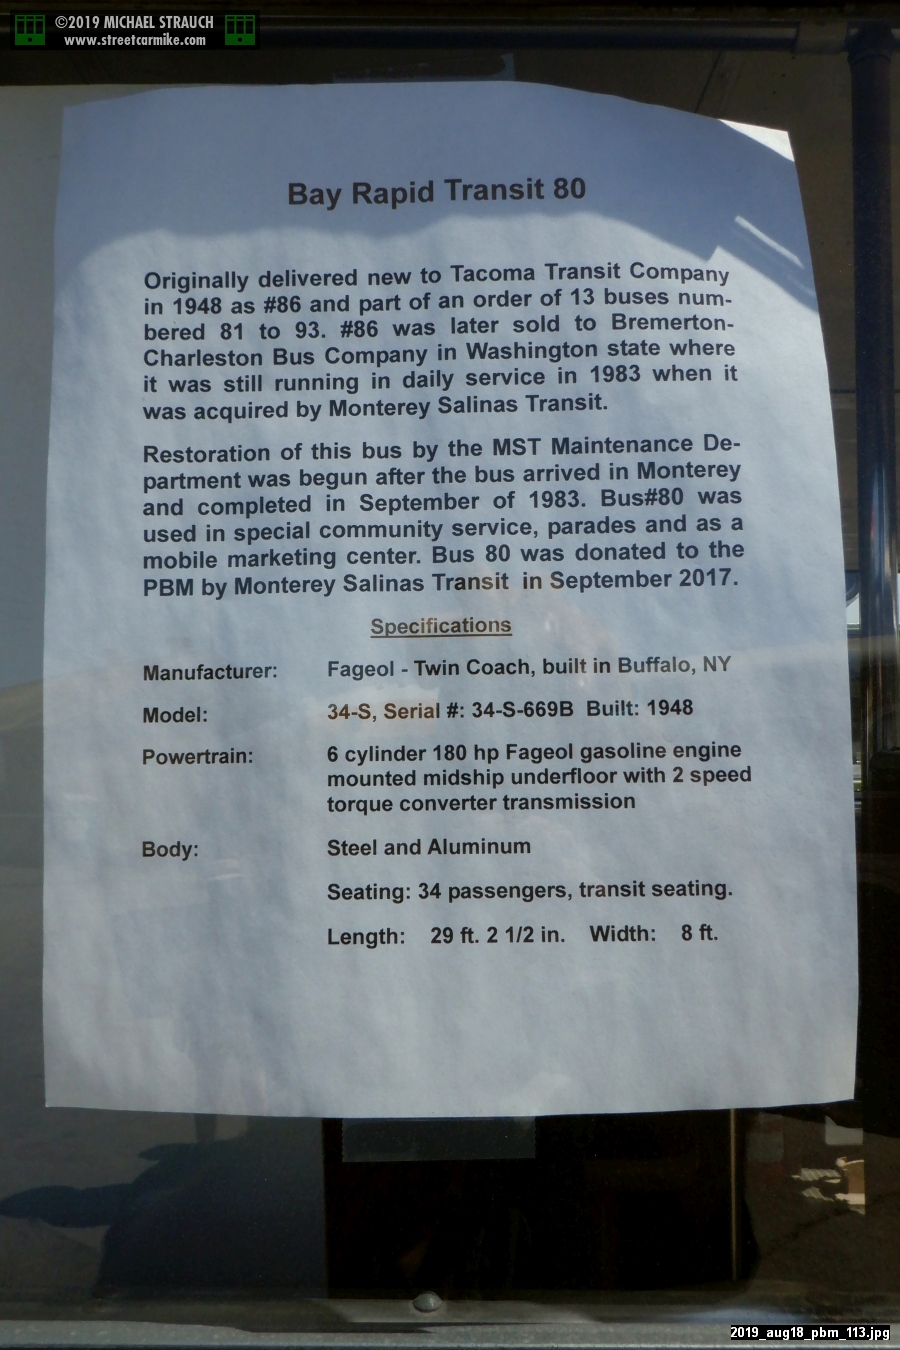 ©2019 MICHAEL STRAUCH
www.streetcarmike.com
Bay Rapid Transit 80
Originally delivered new to Tacoma Transit Company
in 1948 as #86 and part of an order of 13 buses num-
bered 81 to 93. #86 was later sold to Bremerton-
Charleston Bus Company in Washington state where
it was still running in daily service in 1983 when it
was acquired by Monterey Salinas Transit.
Restoration of this bus by the MST Maintenance De-
partment was begun after the bus arrived in Monterey
and completed in September of 1983. Bus#80 was
used in special community service, parades and as a
mobile marketing center. Bus 80 was donated to the
PBM by Monterey Salinas Transit in September 2017.
Specifications
Manufacturer: Fageol - Twin Coach, built in Buffalo, NY
Model: 34-S, Serial #: 34-S-669B Built: 1948
Powertrain: 6 cylinder 180 hp Fageol gasoline engine
mounted midship underfloor with 2 speed
torque converter transmission
Body: Steel and Aluminum
Seating: 34 passengers, transit seating.
Length: 29 ft. 2 1/2 in. Width: 8 ft.
2019_aug18_pbm_113.jpg